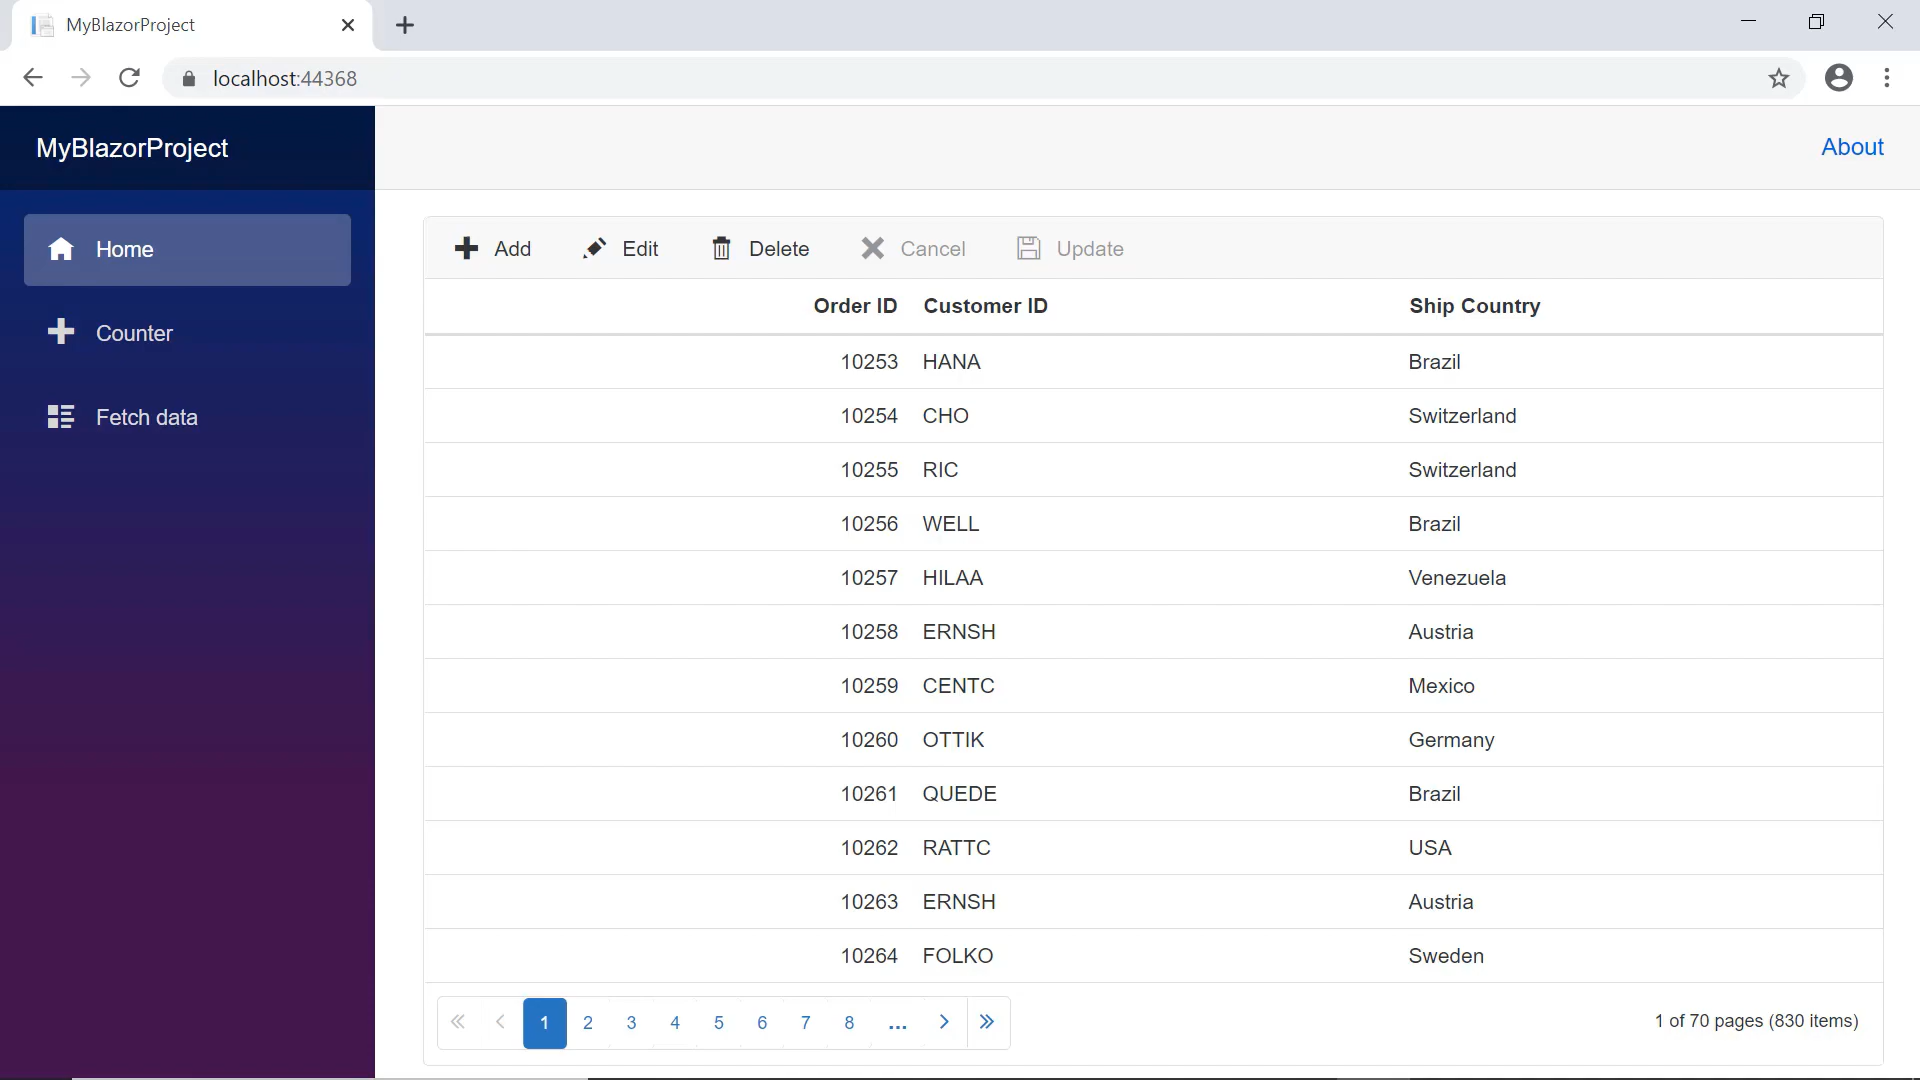 MyBlazorProject
localhost:44368
MyBlazorProject
About
Home
Counter
Fetch data
Add Edit Delete Cancel Update
Order ID Customer ID Ship Country
10253 HANA Brazil
10254 CHO Switzerland
10255 RIC Switzerland
10256 WELL Brazil
10257 HILAA Venezuela
10258 ERNSH Austria
10259 CENTC Mexico
10260 OTTIK Germany
10261 QUEDE Brazil
10262 RATTC USA
10263 ERNSH Austria
10264 FOLKO Sweden
1 2 3 4 5 6 7 8 ... 1 of 70 pages (830 items)